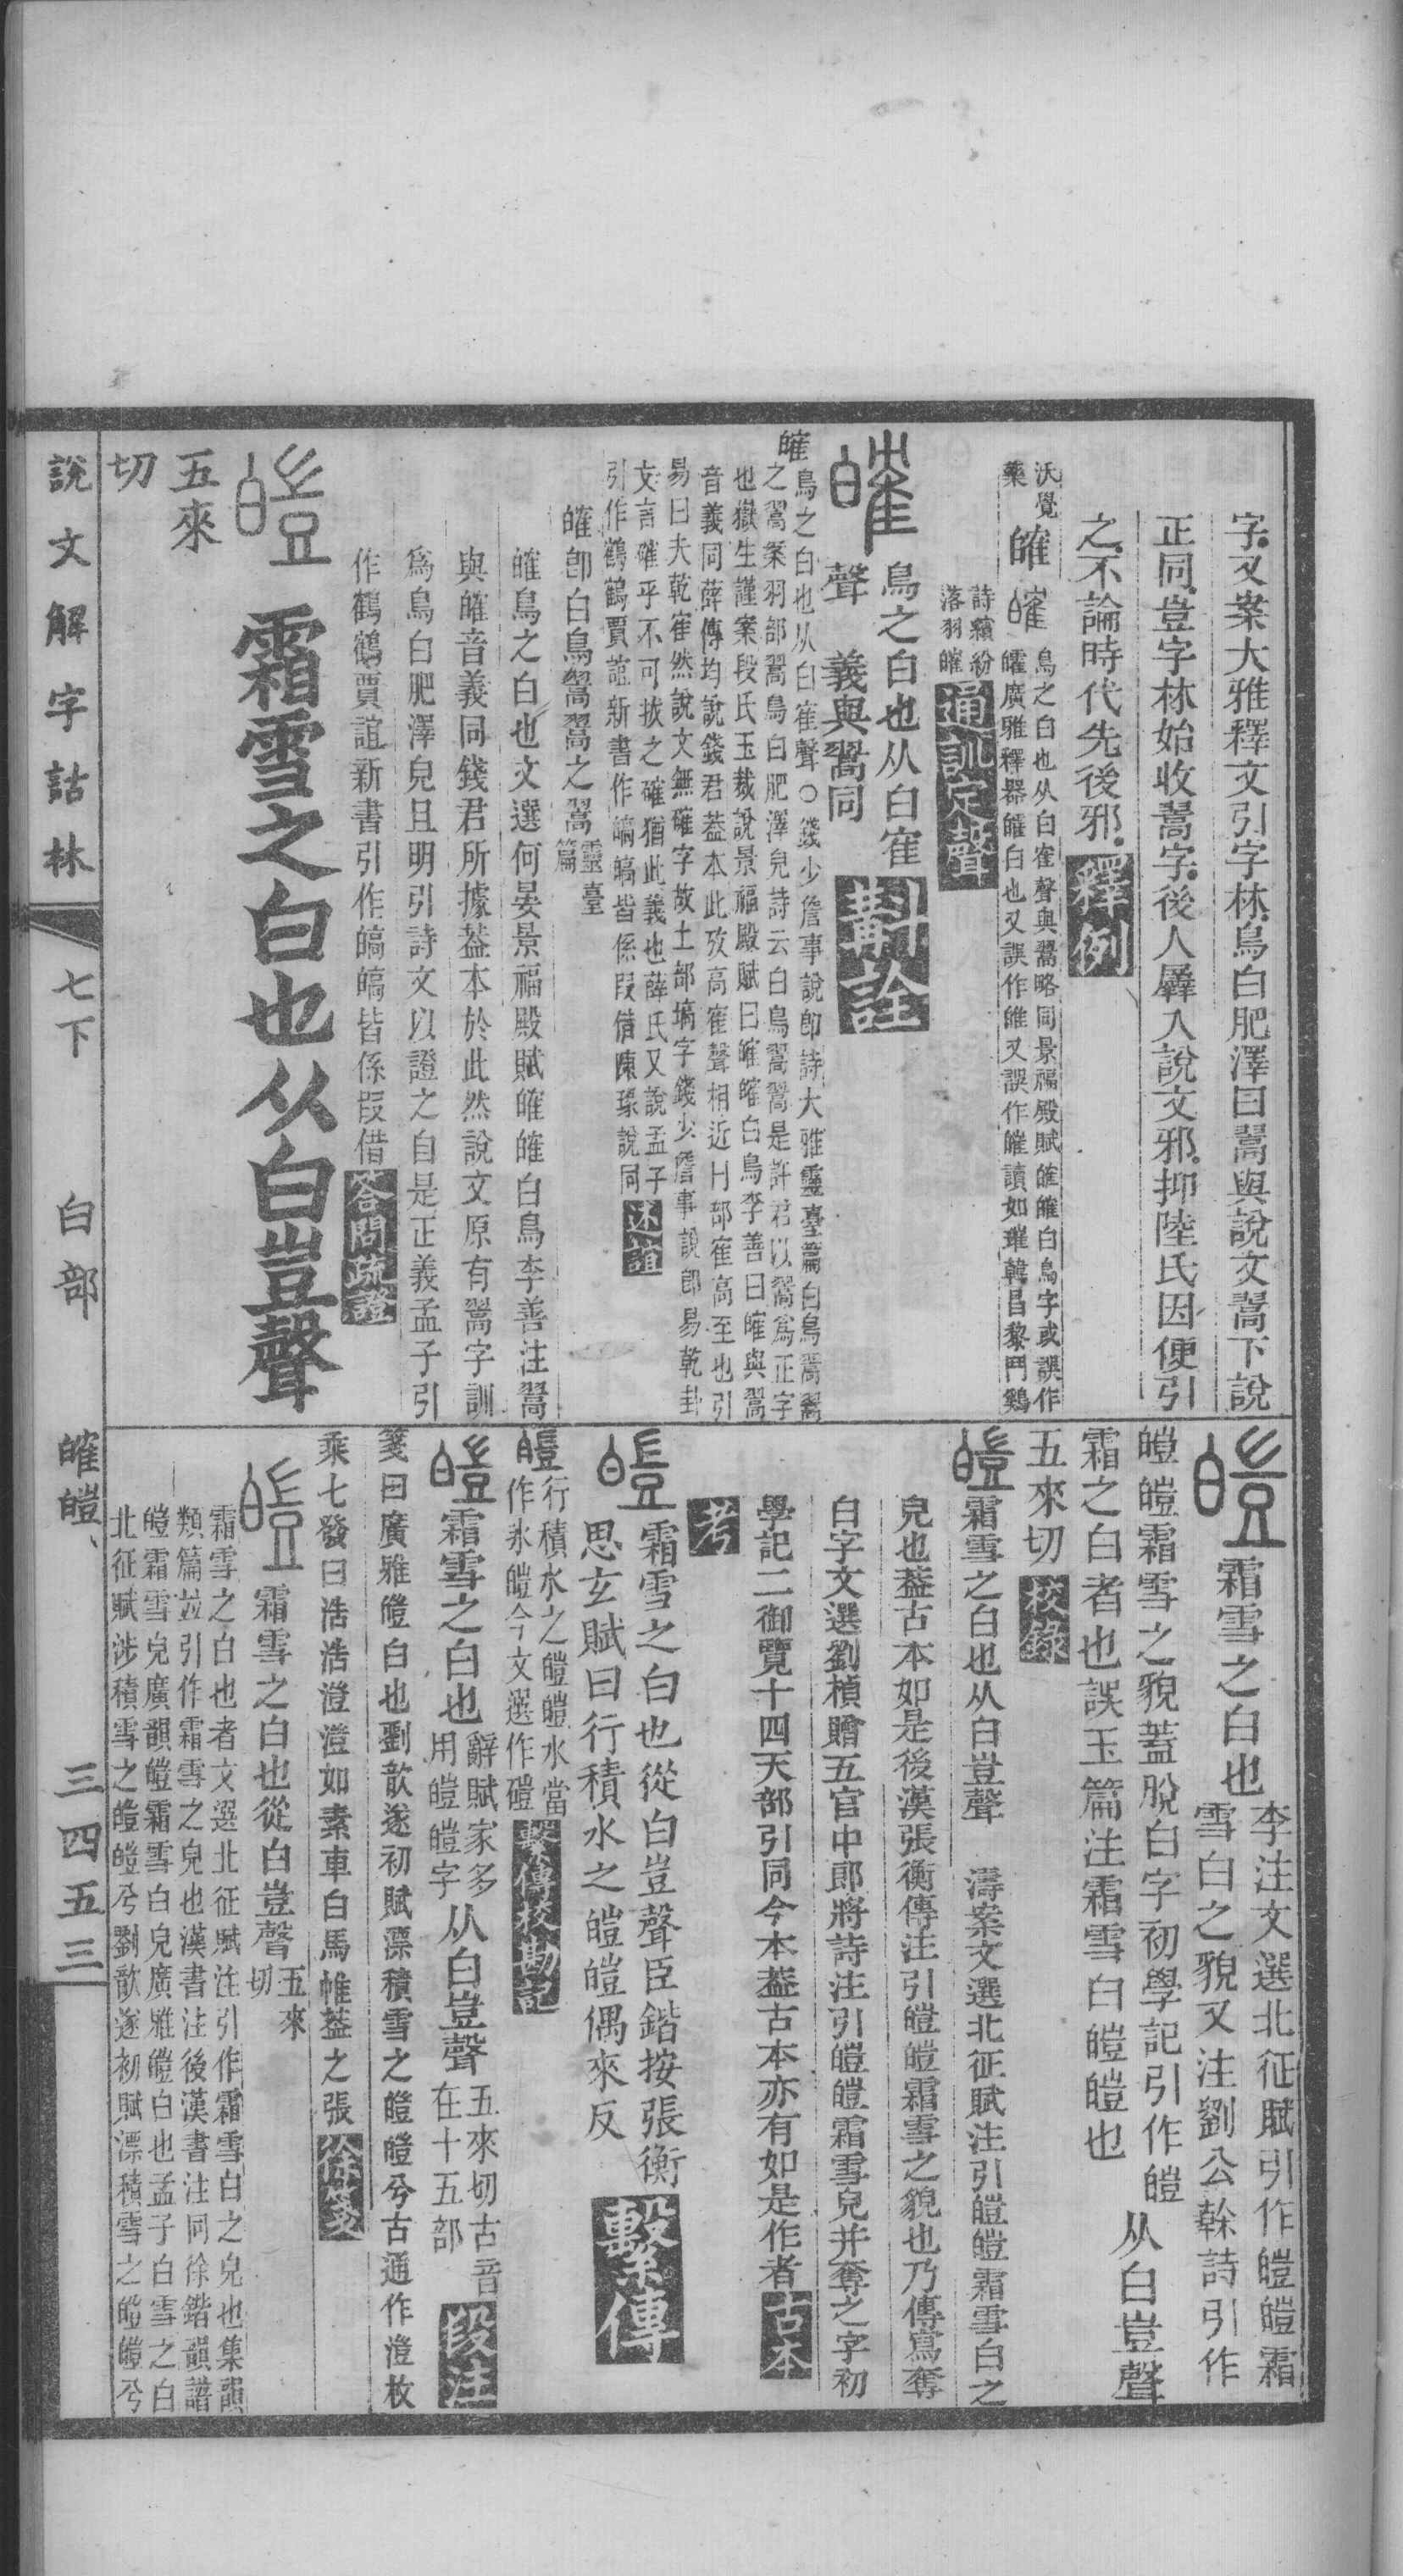 字.又案大雅釋文引字林.鳥白肥澤曰翯.與說文翯下說
正同.豈字林始收翯字.後人羼入說文邪.抑陸氏因便引
之.不論時代先後邪.釋例
沃覺
藥
皠鳥之白也从白隺聲與翯略同景福殿賦皠皠白鳥字或誤作
㿥廣雅釋器㿥白也又誤作皠又誤作皠讀如璀韓昌黎鬥雞
詩纇紛
落羽皠通訓定聲
鳥之白也从白隺
聲 義與翯同 斠詮
皠鳥之白也从白隺聲○錢少詹事說卽詩大雅靈臺篇白鳥翯翯
之翯案羽部翯鳥白肥澤皃詩云白鳥翯翯是許君以翯爲正字
也嶽生謹案段氏玉裁說景福殿賦曰皠皠白鳥李善曰皠與翯
音義同薛傳均說錢君葢本此攷高隺聲相近冂部隺高至也引
易曰夫乾隺然說文無確字故土部塙字錢少詹事說卽易乾卦
文言確乎不可拔之確猶此義也薛氏又說孟子
引作鶴鶴賈誼新書作皜皜皆係叚借陳瑑說同述誼
皠卽白鳥翯翯之翯靈臺
篇
皠鳥之白也文選何晏景福殿賦皠皠白鳥李善注翯
與皠音義同錢君所據葢本於此然說文原有翯字訓
爲鳥白肥澤皃且明引詩文以證之自是正義孟子引
作鶴鶴賈誼新書引作皜皜皆係叚借答問疏證
霜雪之白也从白豈聲
五來
切
霜雪之白也李注文選北征賦引作皚皚霜
雪白之貌又注劉公幹詩引作
皚皚霜雪之貌蓋脫白字初學記引作皚
霜之白者也誤玉篇注霜雪白皚皚也 从白豈聲
五來切校錄
霜雪之白也从白豈聲 濤案文選北征賦注引皚皚霜雪白之
皃也葢古本如是後漢張衡傳注引皚皚霜雪之貌也乃傳寫奪
白字文選劉楨贈五官中郎將詩注引皚皚霜雪皃并奪之字初
學記二御覽十四天部引同今本葢古本亦有如是作者古本
考
霜雪之白也從白豈聲臣鍇按張衡
思玄賦曰行積水之皚皚偶來反 繫傳
皚行積水之皚皚水當
作氷皚今文選作磑繫傳校勘記
霜雪之白也辭賦家多
用皚皚字从白豈聲五來切古音
在十五部段注
箋曰廣雅皚白也劉歆遂初賦漂積雪之皚皚兮古通作澄枚
乘七發曰浩浩澄澄如素車白馬帷葢之張徐箋
霜雪之白也從白豈聲五來
切
霜雪之白也者文選北征賦注引作霜雪白之皃也集韻
類篇竝引作霜雪之皃也漢書注後漢書注同徐鍇韻譜
皚霜雪皃廣韻皚霜雪白皃廣雅皚白也孟子白雪之白
北征賦涉積雪之皚皚兮劉歆遂初賦漂積雪之皚皚兮
說文解字詁林
七下
白部
皠皚
三四五三